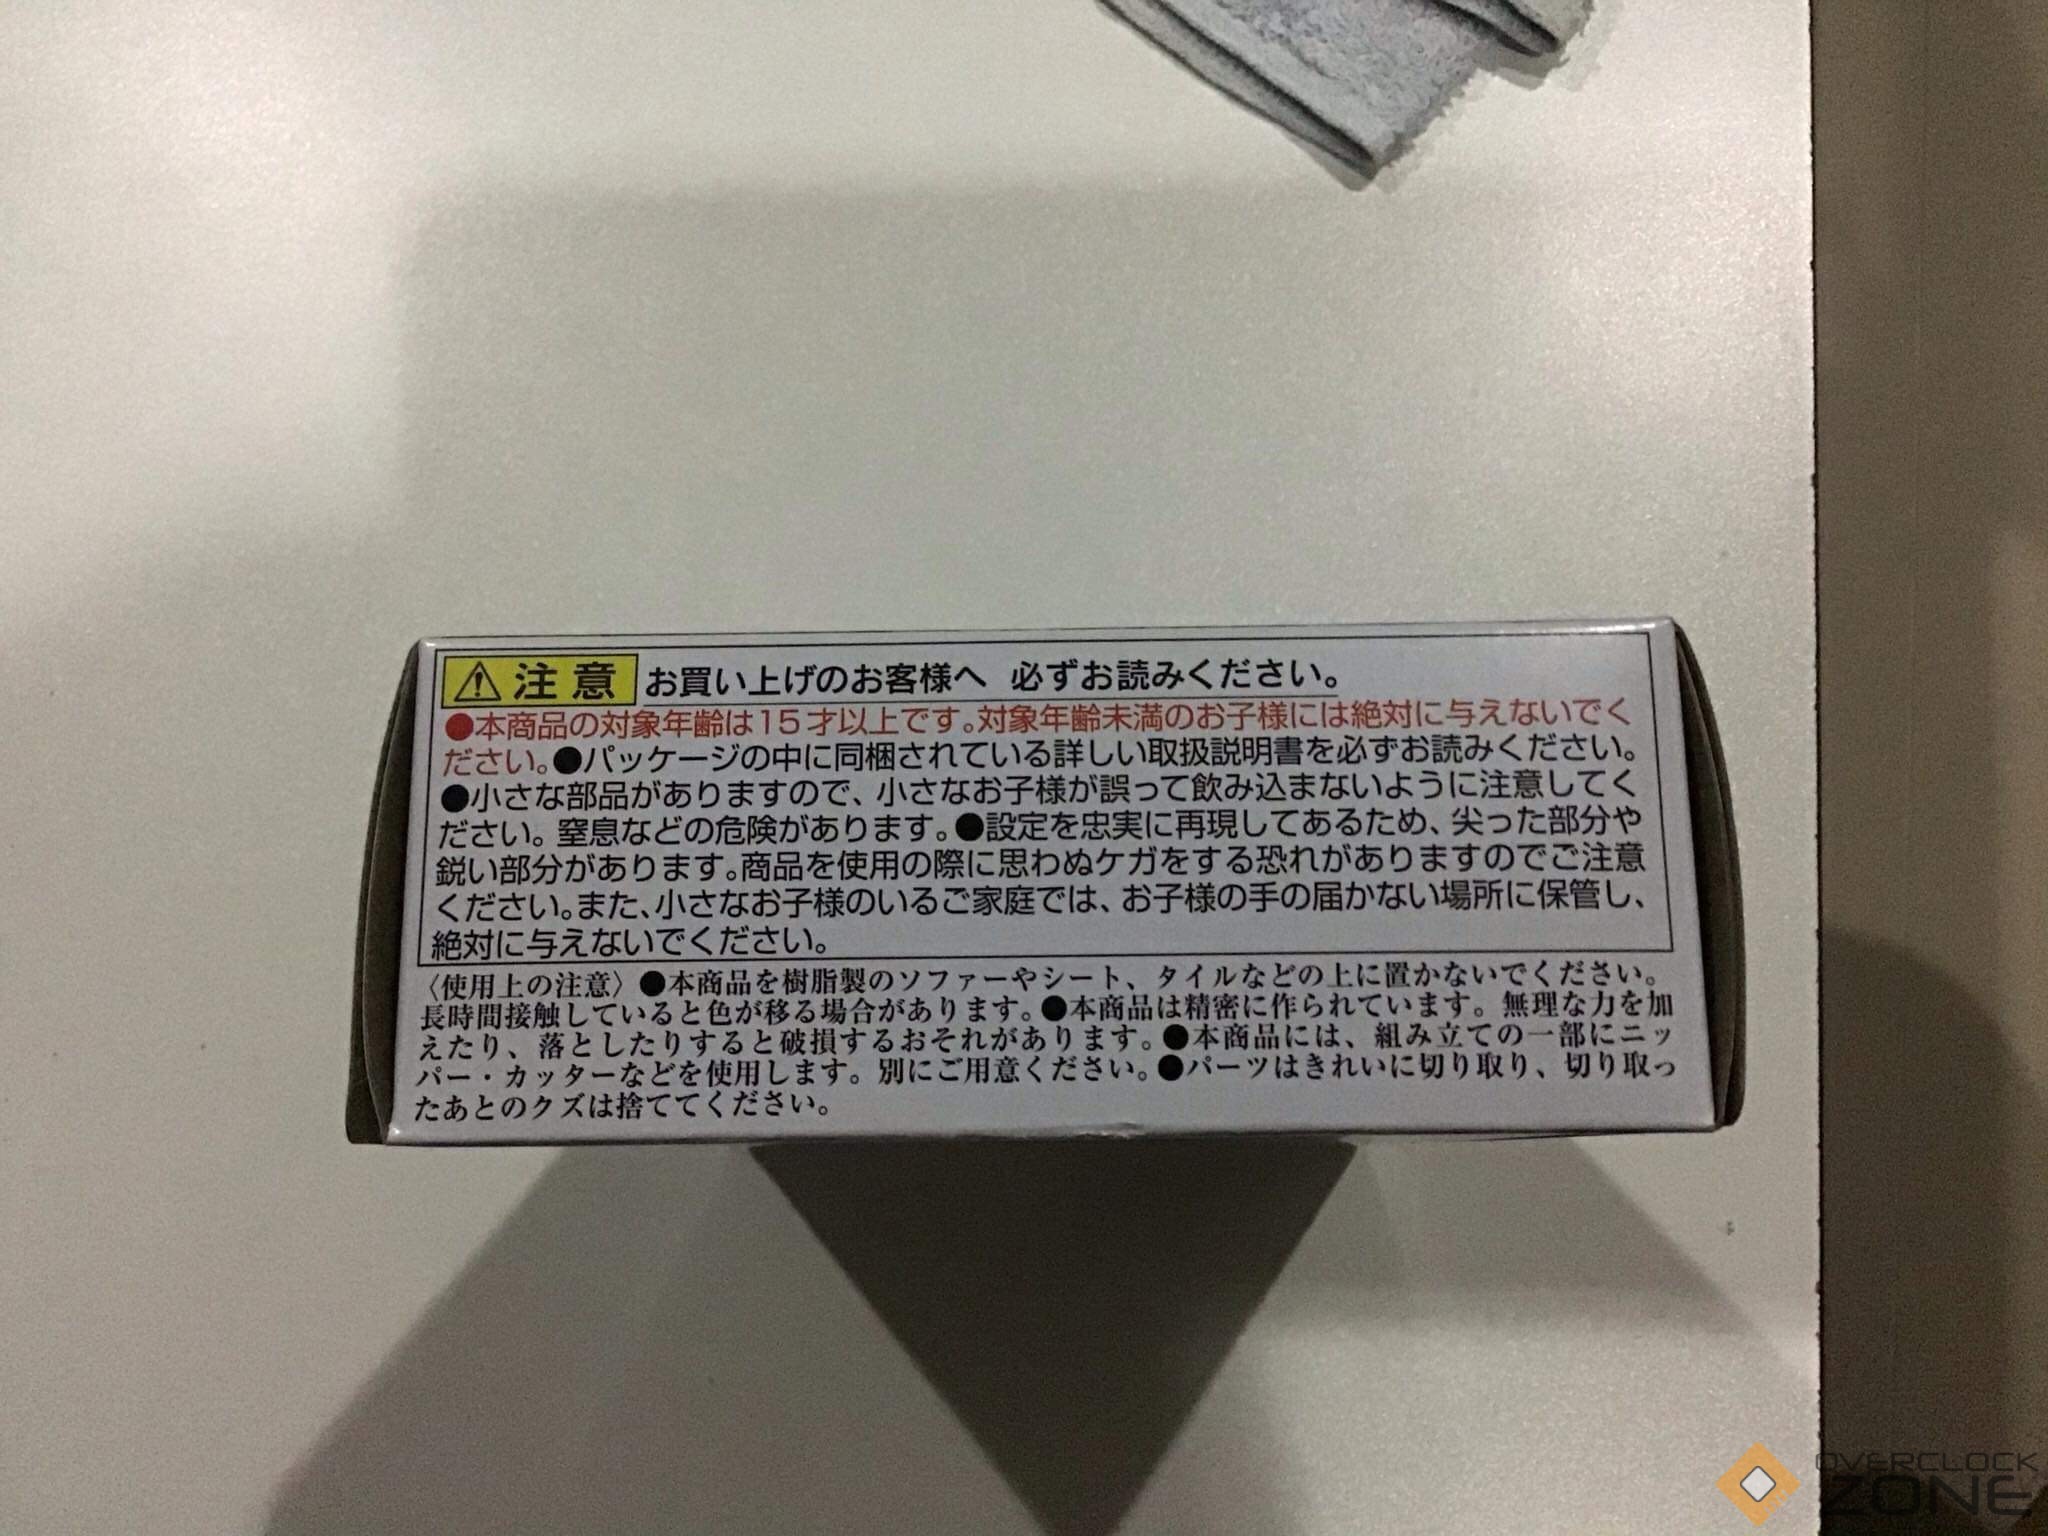 ⚠注意 お買い上げのお客様へ 必ずお読みください。
●本商品の対象年齢は15才以上です。対象年齢未満のお子様には絶対に与えないでく
ださい。●パッケージの中に同梱されている詳しい取扱説明書を必ずお読みください。
●小さな部品がありますので、小さなお子様が誤って飲み込まないように注意してく
ださい。窒息などの危険があります。●設定を忠実に再現してあるため、尖った部分や
鋭い部分があります。商品を使用の際に思わぬケガをする恐れがありますのでご注意
ください。また、小さなお子様のいるご家庭では、お子様の手の届かない場所に保管し、
絶対に与えないでください。
〈使用上の注意〉●本商品を樹脂製のソファーやシート、タイルなどの上に置かないでください。
長時間接触していると色が移る場合があります。●本商品は精密に作られています。無理な力を加
えたり、落としたりすると破損するおそれがあります。●本商品には、組み立ての一部にニッ
パー・カッターなどを使用します。別にご用意ください。●パーツはきれいに切り取り、切り取っ
たあとのクズは捨ててください。
OVERCLOCK
ZONE